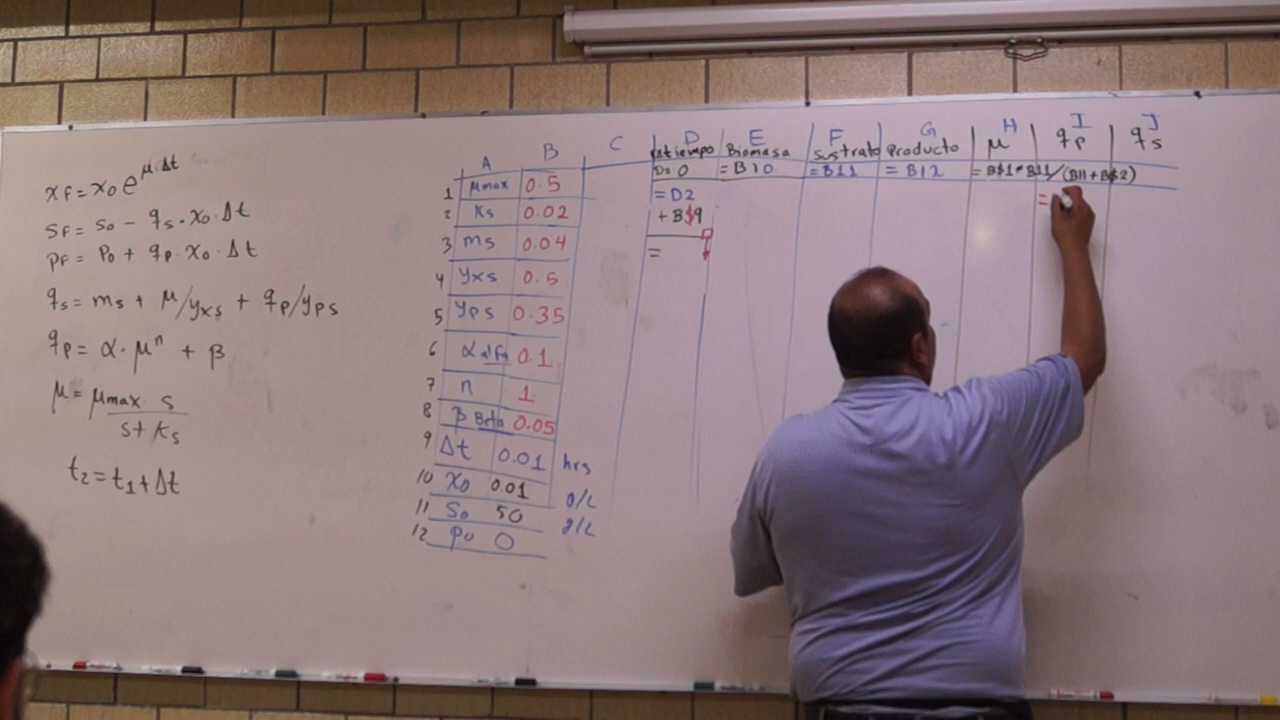 xF = x0 e^μ·Δt
SF = S0 - qs · x0 · Δt
PF = P0 + qp · x0 · Δt
qs = ms + μ/yxs + qp/yps
qp = α · μ^n + β
μ = μmax · s
s + Ks
t2 = t1 + Δt
A B C
1 μmax 0.5
2 Ks 0.02
3 ms 0.04
4 Yxs 0.5
5 YPS 0.35
6 α alfa 0.1
7 n 1.
8 β Beta 0.05
9 Δt 0.01 hrs
10 X0 0.01 g/L
11 S0 50 g/L
12 P0 0
D E F G H I J
tiempo Biomasa Sustrato Producto μ qp qs
D2 0 = B10 = B11 = B12 = B$1*B11/(B11+B$2)
= D2 =
+ B$9
=